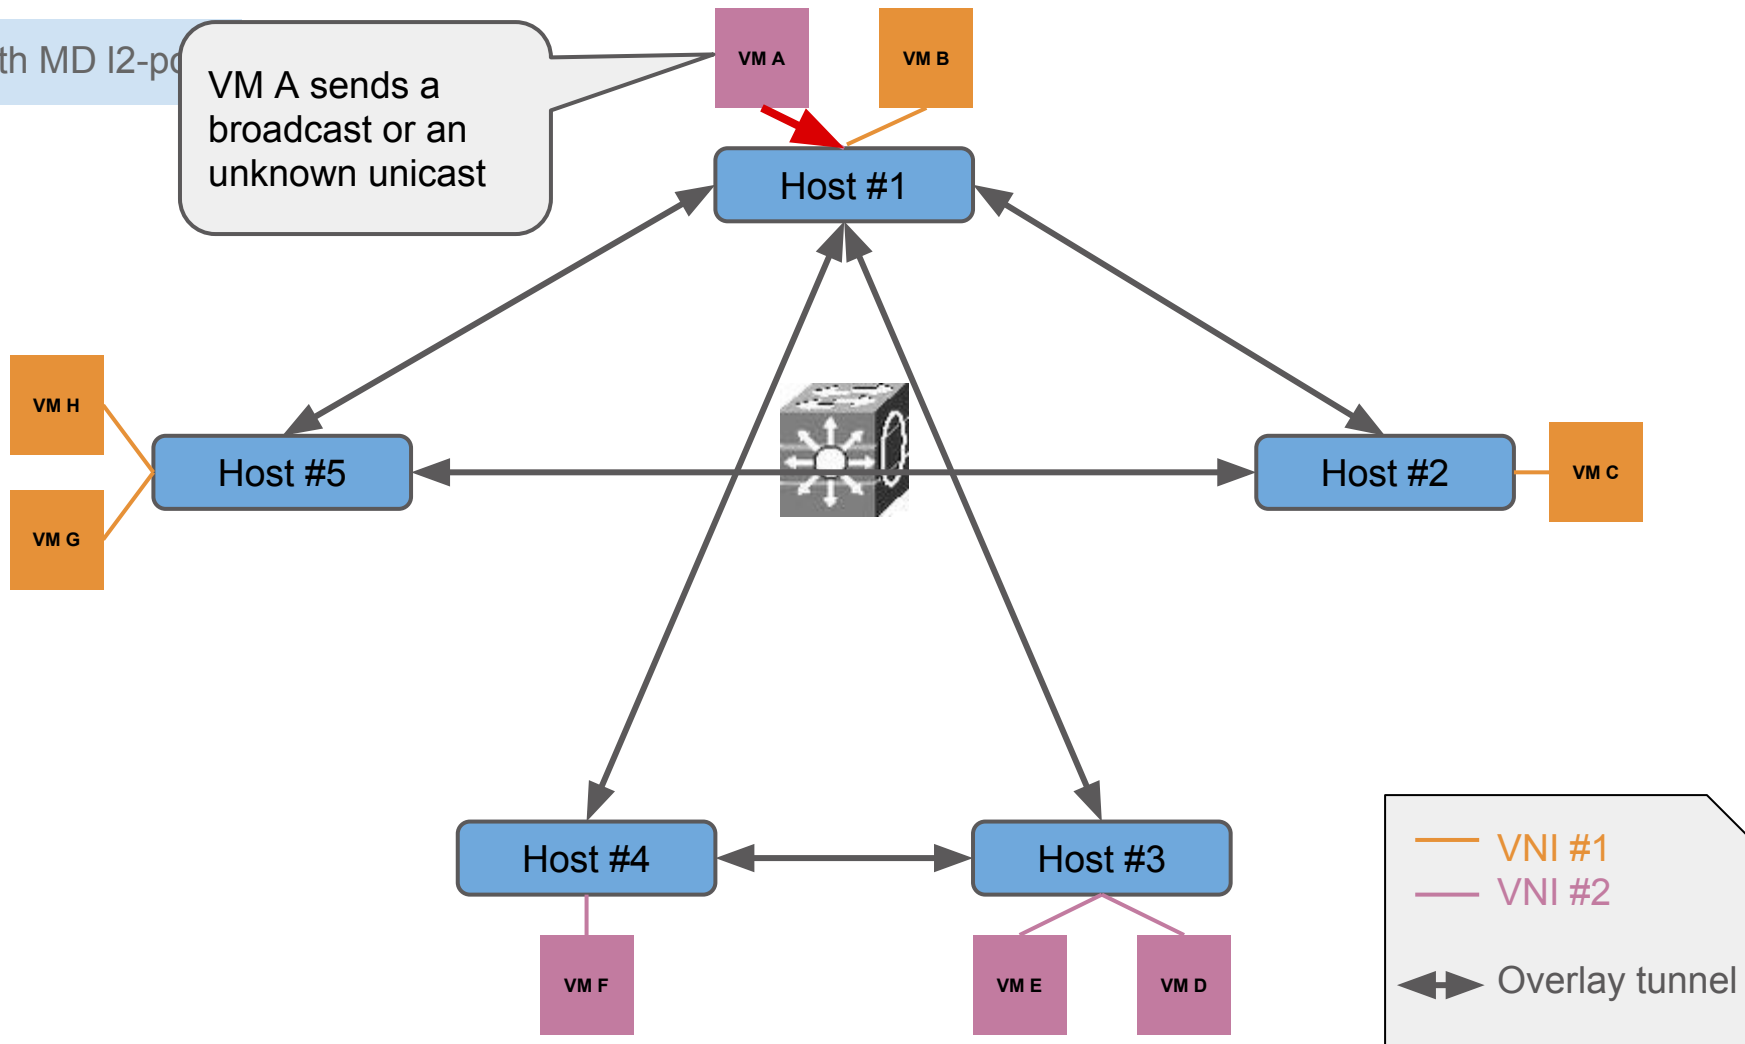 th MD l2-po
VM A sends a
broadcast or an
unknown unicast
VM A
VM B
Host #1
VM H
Host #5
Host #2
VM C
VM G
Host #4
Host #3
VNI #1
VNI #2
VM F
VM E
VM D
Overlay tunnel